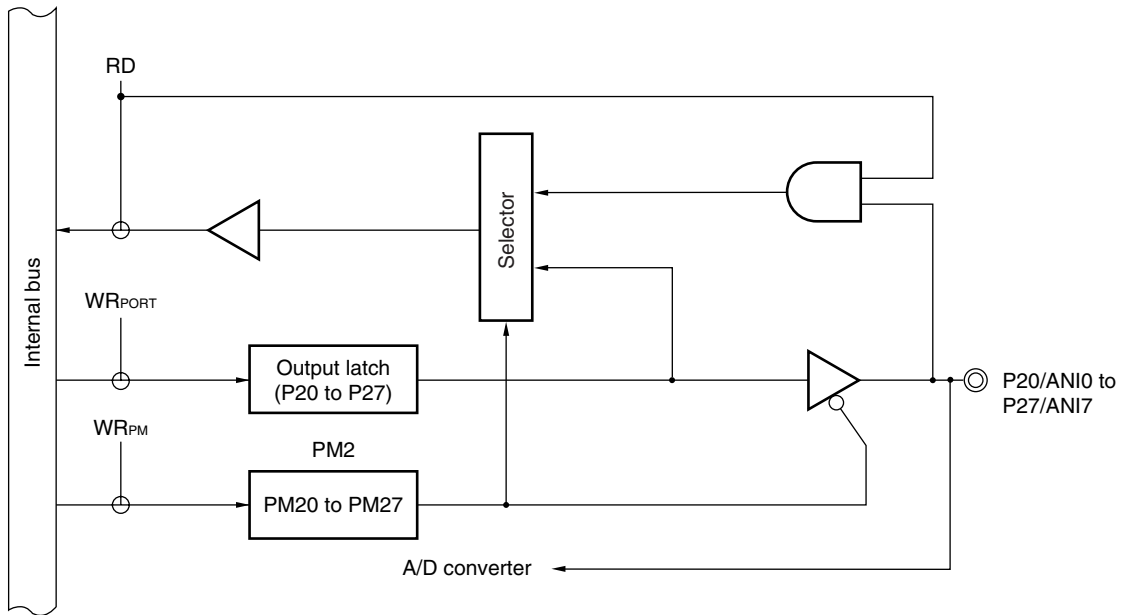 RD
Internal bus
Selector
WRPORT
Output latch
(P20 to P27)
P20/ANI0 to
P27/ANI7
WRPM
PM2
PM20 to PM27
A/D converter